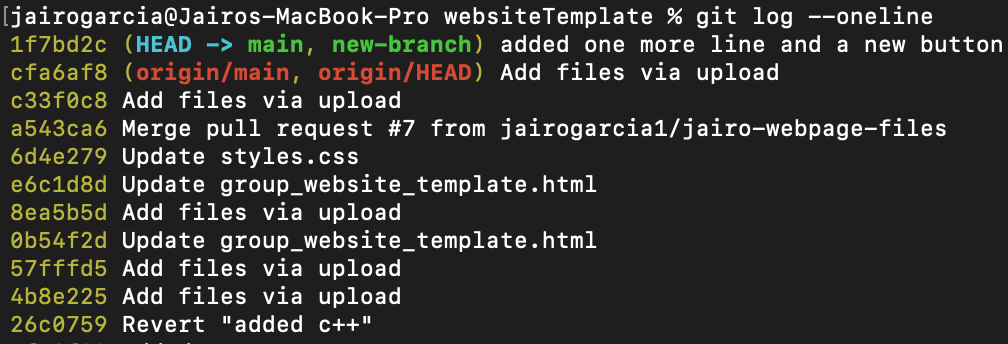 [jairogarcia@Jairos-MacBook-Pro websiteTemplate % git log --oneline
1f7bd2c (HEAD -> main, new-branch) added one more line and a new button
cfa6af8 (origin/main, origin/HEAD) Add files via upload
c33f0c8 Add files via upload
a543ca6 Merge pull request #7 from jairogarcia1/jairo-webpage-files
6d4e279 Update styles.css
e6c1d8d Update group_website_template.html
8ea5b5d Add files via upload
0b54f2d Update group_website_template.html
57fffd5 Add files via upload
4b8e225 Add files via upload
26c0759 Revert "added c++"